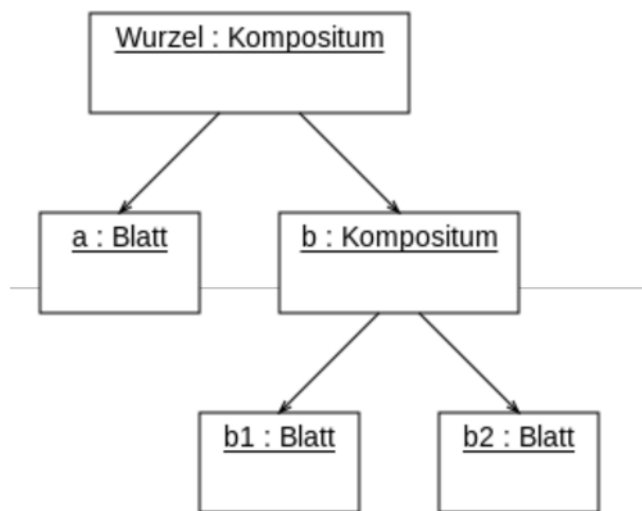 Wurzel : Kompositum
a : Blatt
b : Kompositum
b1 : Blatt
b2 : Blatt